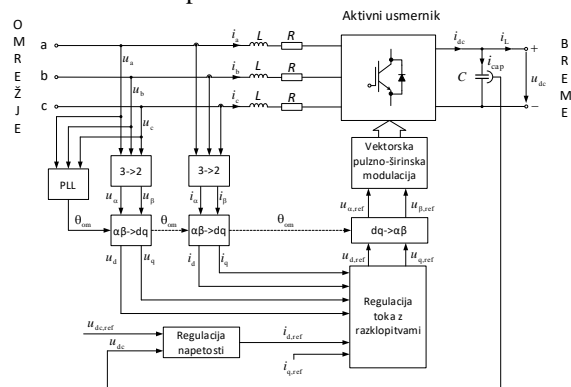 Aktivni usmernik
OMREŽJE
BREME
a
b
c
i_a
i_b
i_c
L
R
L
R
L
R
u_a
u_b
u_c
i_dc
i_L
i_cap
C
+
u_dc
−
PLL
3->2
3->2
Vektorska
pulzno-širinska
modulacija
u_α
u_β
i_α
i_β
u_α,ref
u_β,ref
θ_om
αβ->dq
θ_om
αβ->dq
θ_om
dq->αβ
u_d
u_q
i_d
i_q
u_d,ref
u_q,ref
Regulacija
toka z
razklopitvami
u_dc,ref
u_dc
Regulacija
napetosti
i_d,ref
i_q,ref